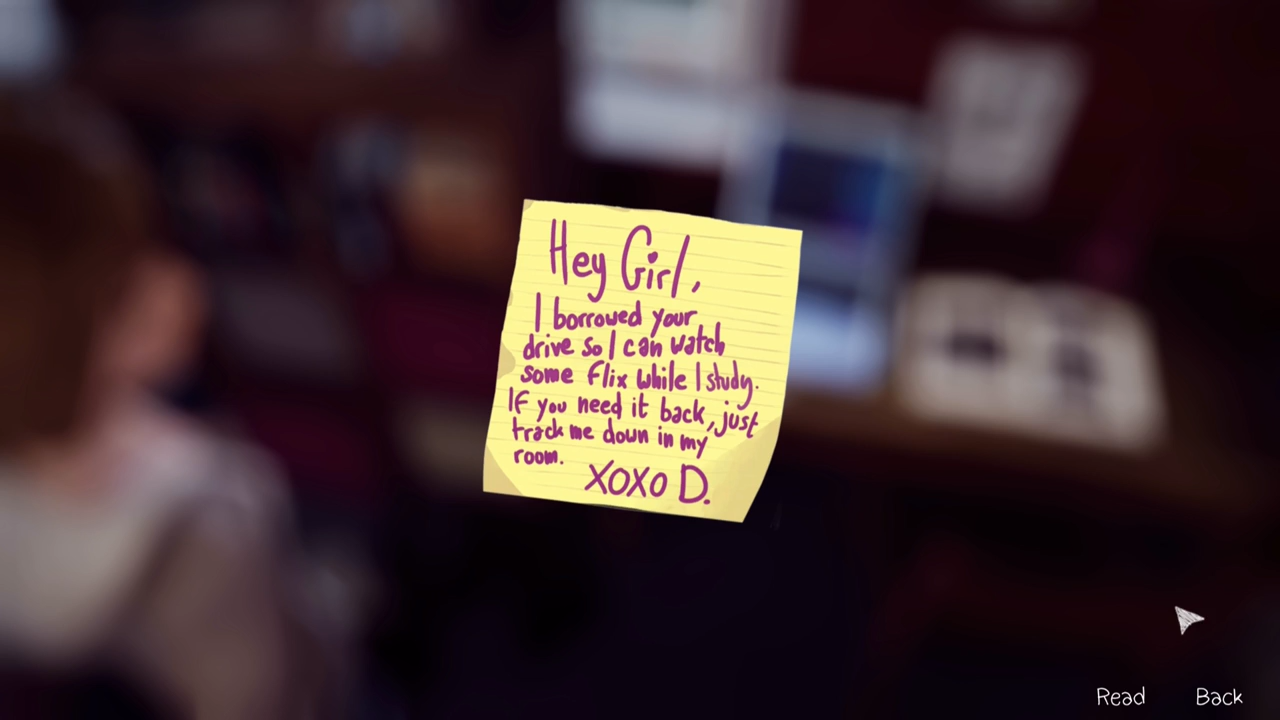 Hey Girl,
I borrowed your
drive so I can watch
some flix while I study.
If you need it back, just
track me down in my
room.
XOXO D.
Read Back